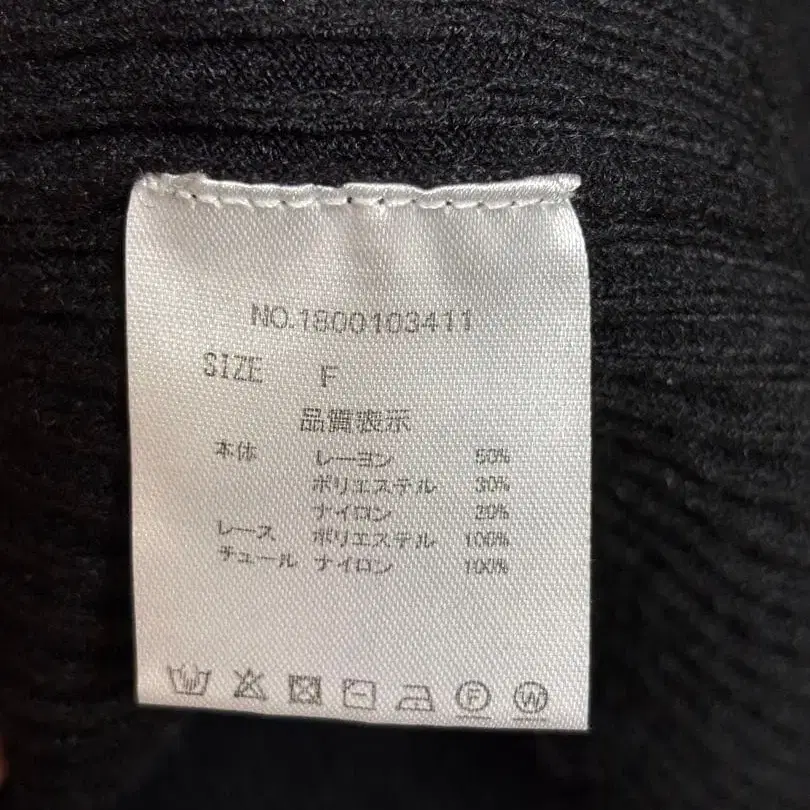 NO.1800103411
SIZE F
品質表示
本体 レーヨン 50%
ポリエステル 30%
ナイロン 20%
レース ポリエステル 100%
チュール ナイロン 100%
F W